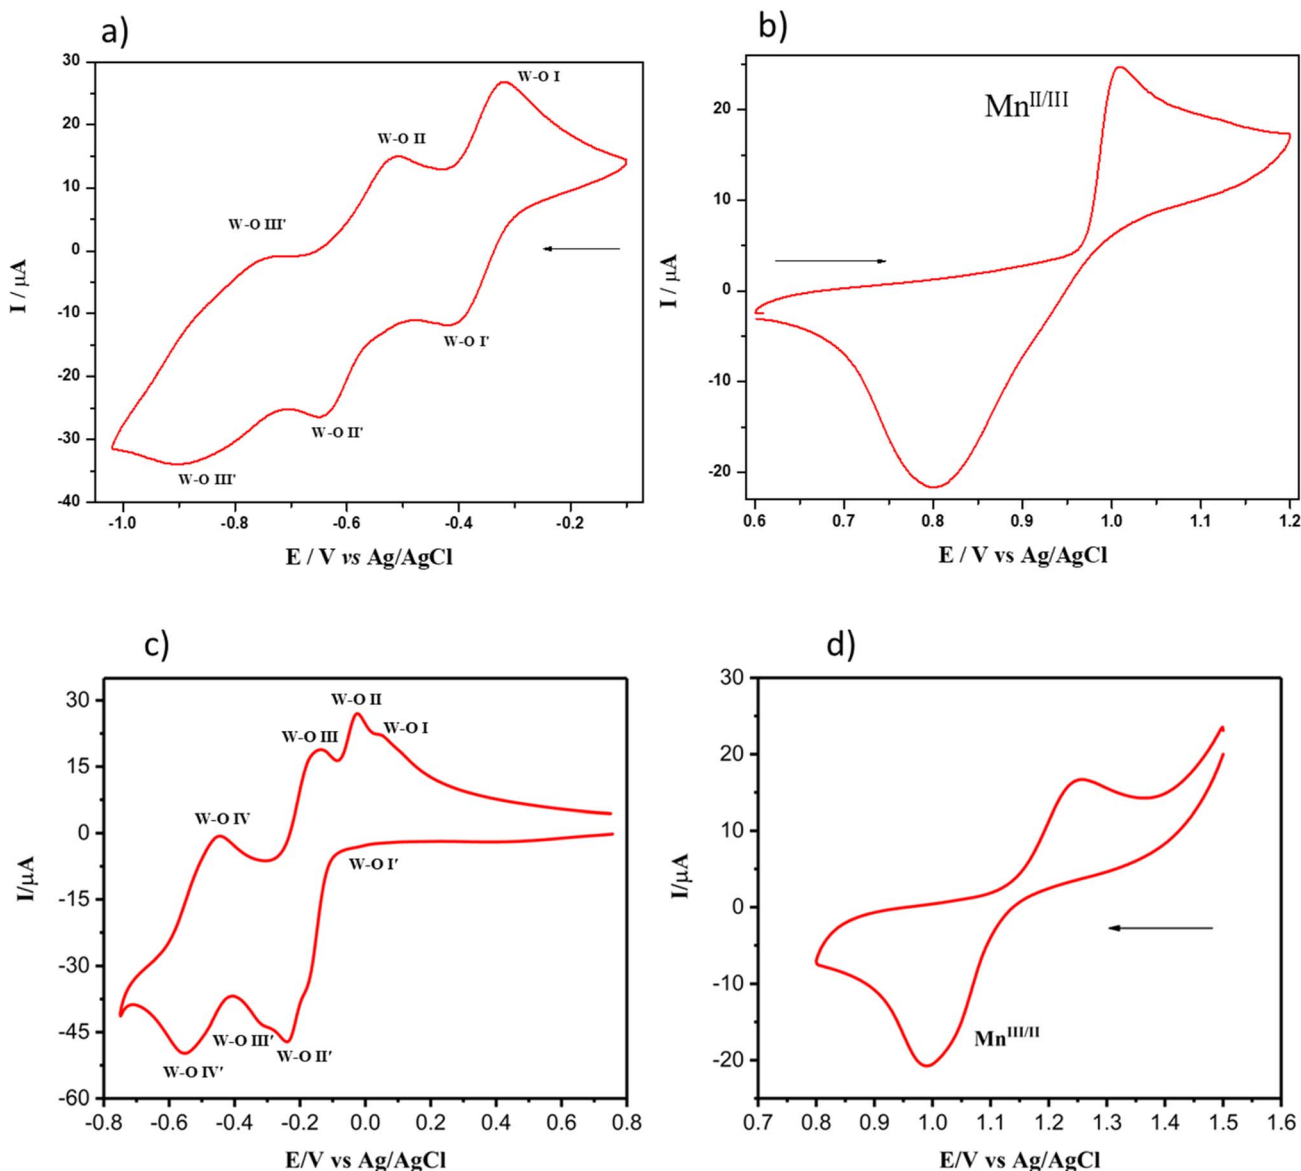 a)
30
20
10
0
-10
-20
-30
-40
I / µA
W-O I
W-O II
W-O III'
W-O I'
W-O II'
W-O III'
-1.0 -0.8 -0.6 -0.4 -0.2
E / V vs Ag/AgCl
b)
20
10
0
-10
-20
I / µA
Mn^II/III
0.6 0.7 0.8 0.9 1.0 1.1 1.2
E / V vs Ag/AgCl
c)
30
15
0
-15
-30
-45
-60
I/µA
W-O II
W-O I
W-O III
W-O IV
W-O I'
W-O III'
W-O II'
W-O IV'
-0.8 -0.6 -0.4 -0.2 0.0 0.2 0.4 0.6 0.8
E/V vs Ag/AgCl
d)
30
20
10
0
-10
-20
I/µA
Mn^III/II
0.7 0.8 0.9 1.0 1.1 1.2 1.3 1.4 1.5 1.6
E/V vs Ag/AgCl